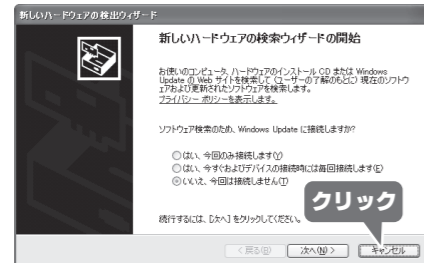 新しいハードウェアの検出ウィザード
新しいハードウェアの検索ウィザードの開始
お使いのコンピュータ、ハードウェアのインストール CD または Windows
Update の Web サイトを検索して (ユーザーの了解のもとに) 現在のソフトウ
ェアおよび更新されたソフトウェアを検索します。
プライバシー ポリシーを表示します。
ソフトウェア検索のため、Windows Update に接続しますか?
はい、今回のみ接続します(Y)
はい、今すぐおよびデバイスの接続時には毎回接続します(E)
いいえ、今回は接続しません(T)
クリック
続行するには、[次へ] をクリックしてください。
< 戻る(B)
次へ(N) >
キャンセル